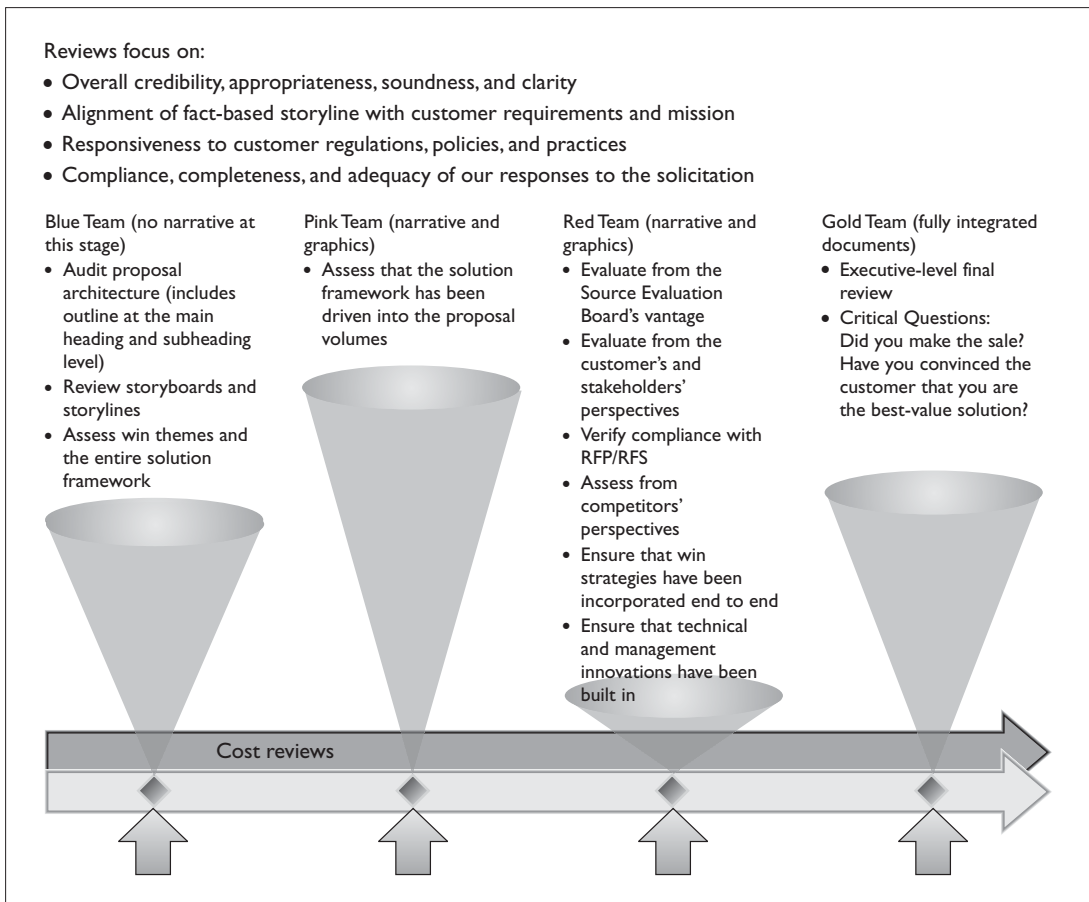 Reviews focus on:
• Overall credibility, appropriateness, soundness, and clarity
• Alignment of fact-based storyline with customer requirements and mission
• Responsiveness to customer regulations, policies, and practices
• Compliance, completeness, and adequacy of our responses to the solicitation
Blue Team (no narrative at
this stage)
• Audit proposal
architecture (includes
outline at the main
heading and subheading
level)
• Review storyboards and
storylines
• Assess win themes and
the entire solution
framework
Pink Team (narrative and
graphics)
• Assess that the solution
framework has been
driven into the proposal
volumes
Red Team (narrative and
graphics)
• Evaluate from the
Source Evaluation
Board’s vantage
• Evaluate from the
customer’s and
stakeholders’
perspectives
• Verify compliance with
RFP/RFS
• Assess from
competitors’
perspectives
• Ensure that win
strategies have been
incorporated end to end
• Ensure that technical
and management
innovations have been
built in
Gold Team (fully integrated
documents)
• Executive-level final
review
• Critical Questions:
Did you make the sale?
Have you convinced the
customer that you are
the best-value solution?
Cost reviews